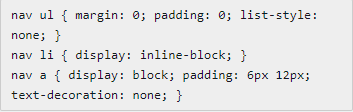 nav ul { margin: 0; padding: 0; list-style:
none; }
nav li { display: inline-block; }
nav a { display: block; padding: 6px 12px;
text-decoration: none; }